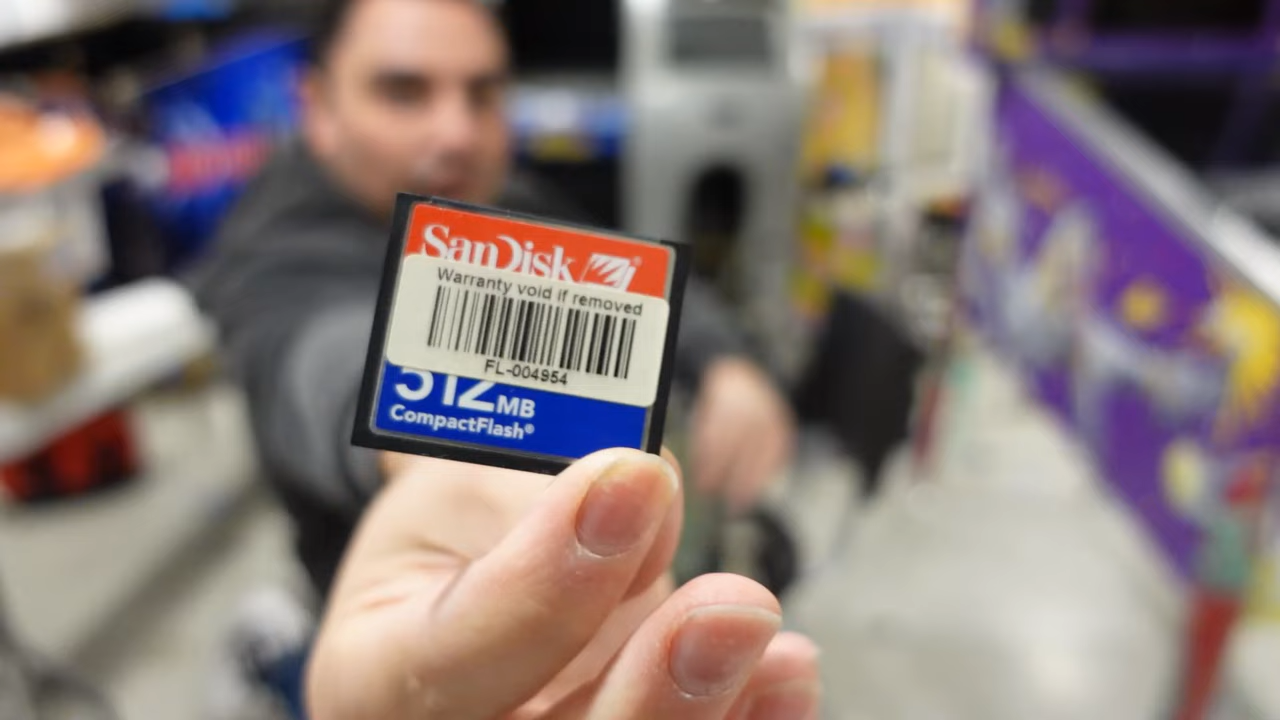 SanDisk
Warranty void if removed
FL-004954
512MB
CompactFlash®